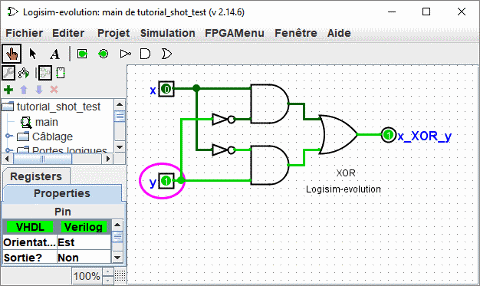 Logisim-evolution: main de tutorial_shot_test (v 2.14.6)
Fichier Editer Projet Simulation FPGAMenu Fenêtre Aide
A
tutorial_shot_test
main
Câblage
Portes logiques
Registers
Properties
Pin
VHDL Verilog
Orientat... Est
Sortie? Non
100%
x 0
y 1
1 x_XOR_y
XOR
Logisim-evolution